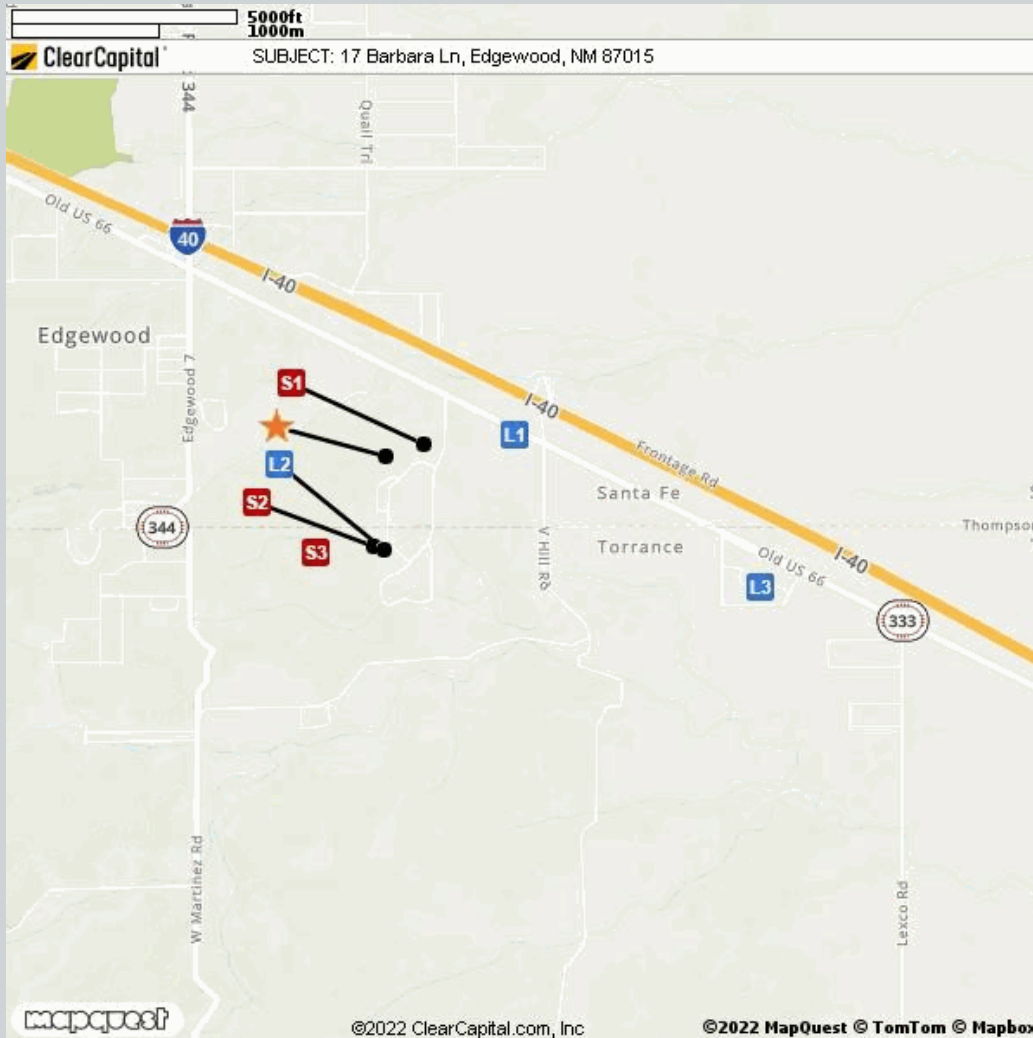 5000ft
1000m
ClearCapital
SUBJECT: 17 Barbara Ln, Edgewood, NM 87015
344
Quail Trl
Old US 66
40
I-40
Edgewood
Edgewood 7
S1
I-40
L1
L2
Frontage Rd
S2
Santa Fe
344
Thompson
S3
V Hill Rd
Torrance
Old US 66
I-40
L3
333
W Martinez Rd
Lexco Rd
mapquest
©2022 ClearCapital.com, Inc
©2022 MapQuest © TomTom © Mapbox